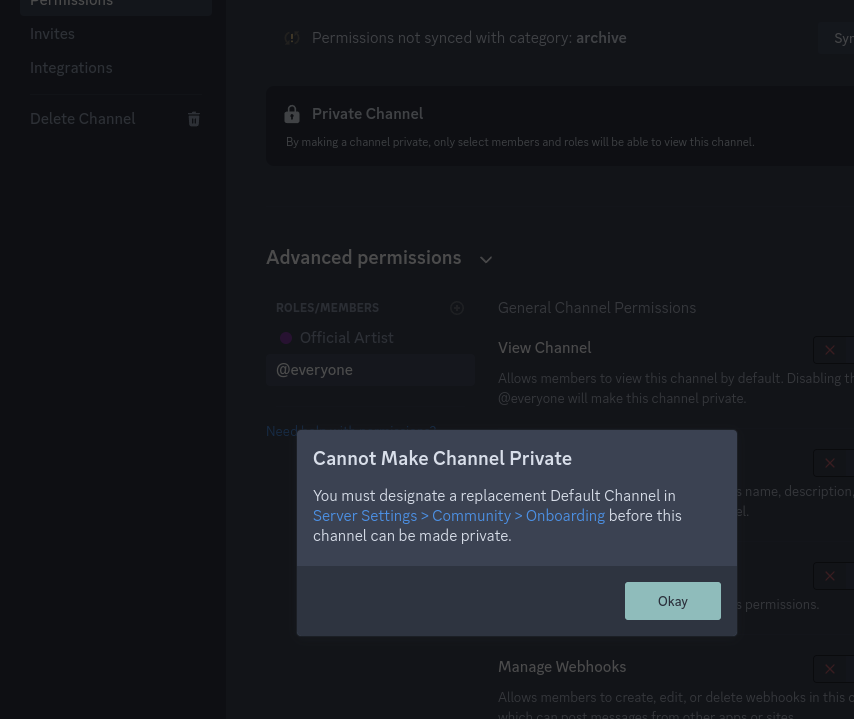 Permissions
Invites
Integrations
Delete Channel
Permissions not synced with category: archive
Private Channel
By making a channel private, only select members and roles will be able to view this channel.
Advanced permissions
ROLES/MEMBERS
Official Artist
@everyone
General Channel Permissions
View Channel
Allows members to view this channel by default. Disabling
@everyone will make this channel private.
Cannot Make Channel Private
You must designate a replacement Default Channel in
Server Settings > Community > Onboarding before this
channel can be made private.
Okay
name, description,
permissions.
Manage Webhooks
Allows members to create, edit, or delete webhooks in this
which can post messages from other apps or sites.